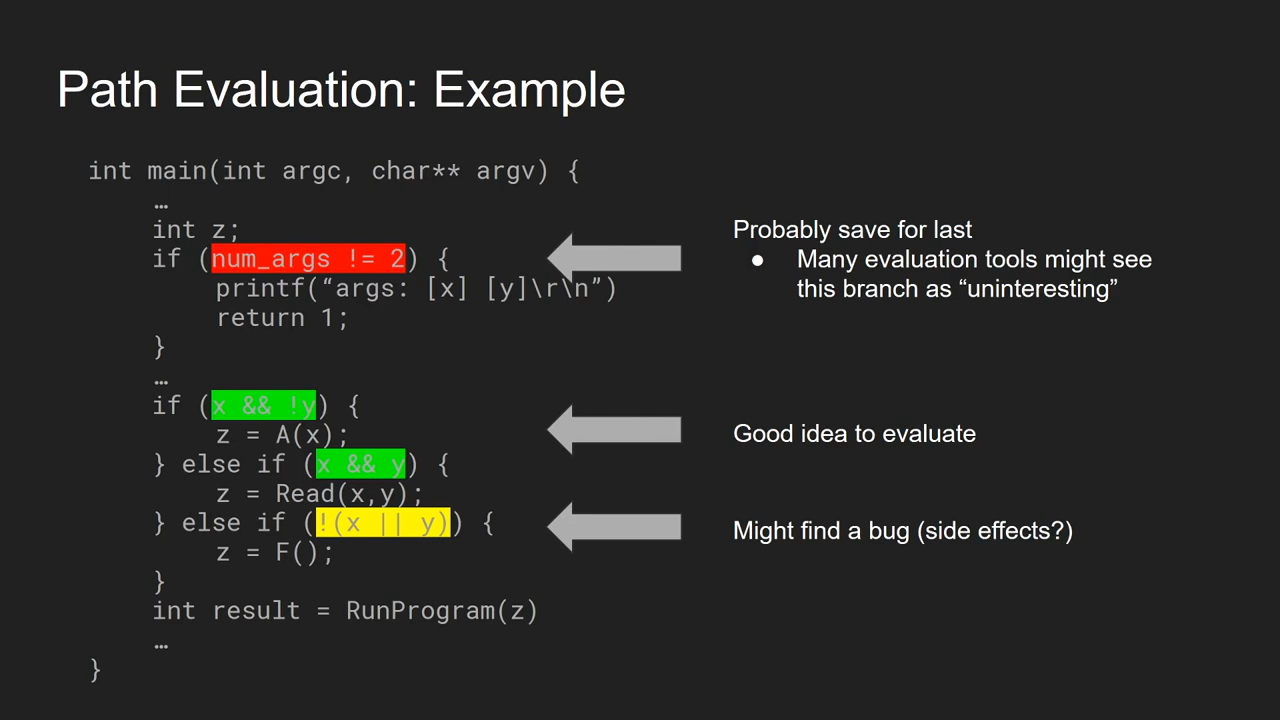 Path Evaluation: Example
int main(int argc, char** argv) {
…
int z;
if (num_args != 2) {
printf(“args: [x] [y]\r\n”)
return 1;
}
…
if (x && !y) {
z = A(x);
} else if (x && y) {
z = Read(x,y);
} else if (!(x || y)) {
z = F();
}
int result = RunProgram(z)
…
}
Probably save for last
● Many evaluation tools might see
this branch as “uninteresting”
Good idea to evaluate
Might find a bug (side effects?)